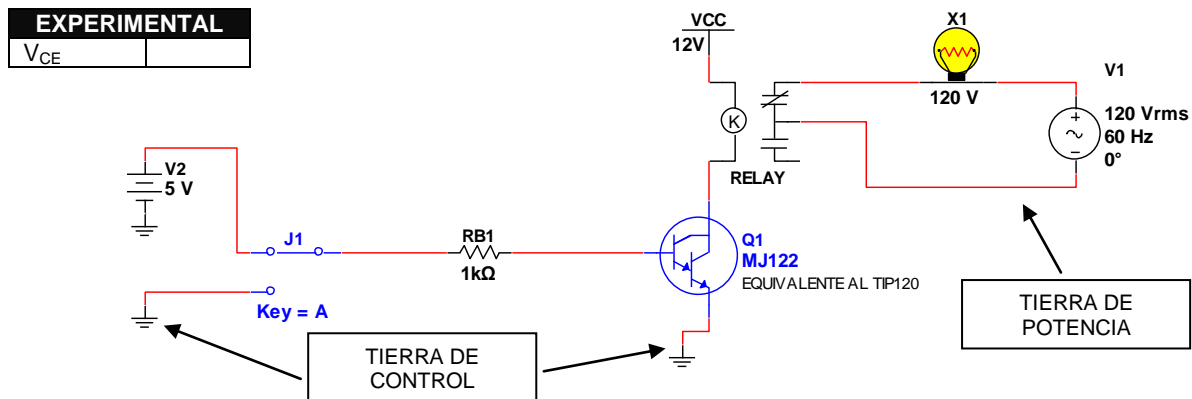 EXPERIMENTAL
VCE
VCC
12V
X1
120 V
V1
120 Vrms
60 Hz
0°
K
RELAY
V2
5 V
J1
RB1
1kΩ
Q1
MJ122
EQUIVALENTE AL TIP120
Key = A
TIERRA DE
CONTROL
TIERRA DE
POTENCIA